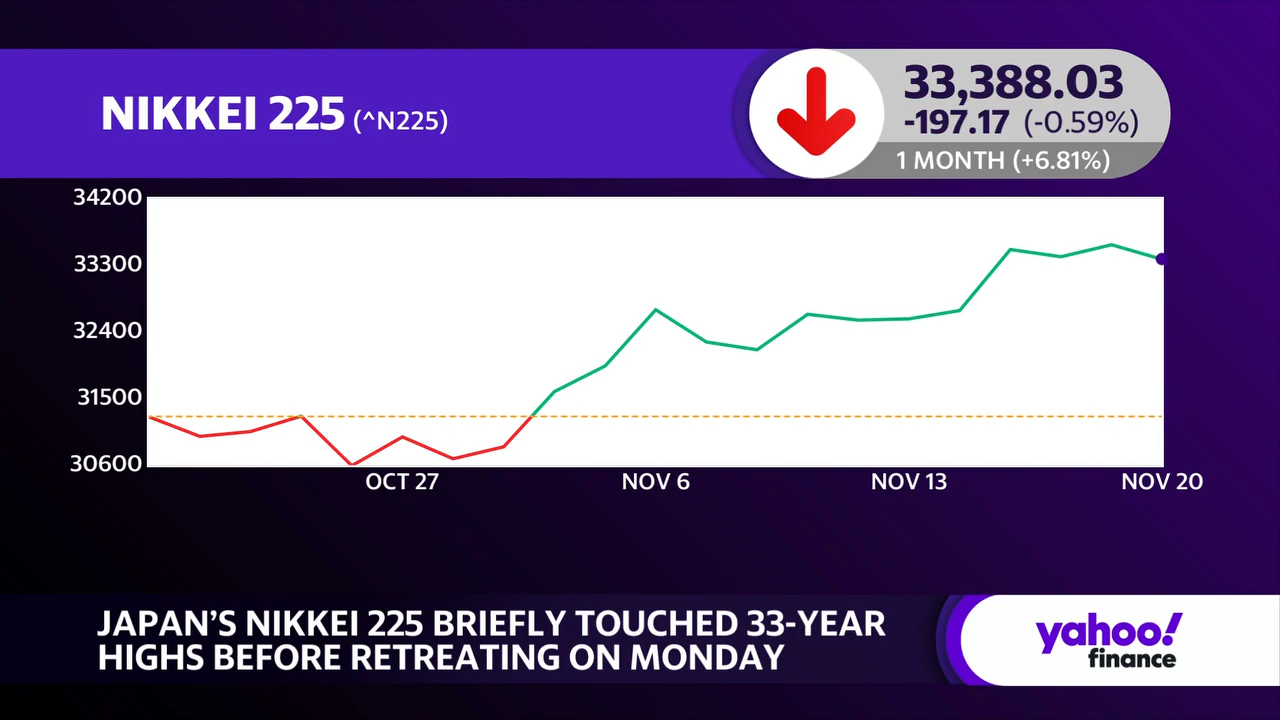 NIKKEI 225 (^N225)
33,388.03
-197.17 (-0.59%)
1 MONTH (+6.81%)
34200
33300
32400
31500
30600
OCT 27
NOV 6
NOV 13
NOV 20
JAPAN'S NIKKEI 225 BRIEFLY TOUCHED 33-YEAR
HIGHS BEFORE RETREATING ON MONDAY
yahoo!
finance